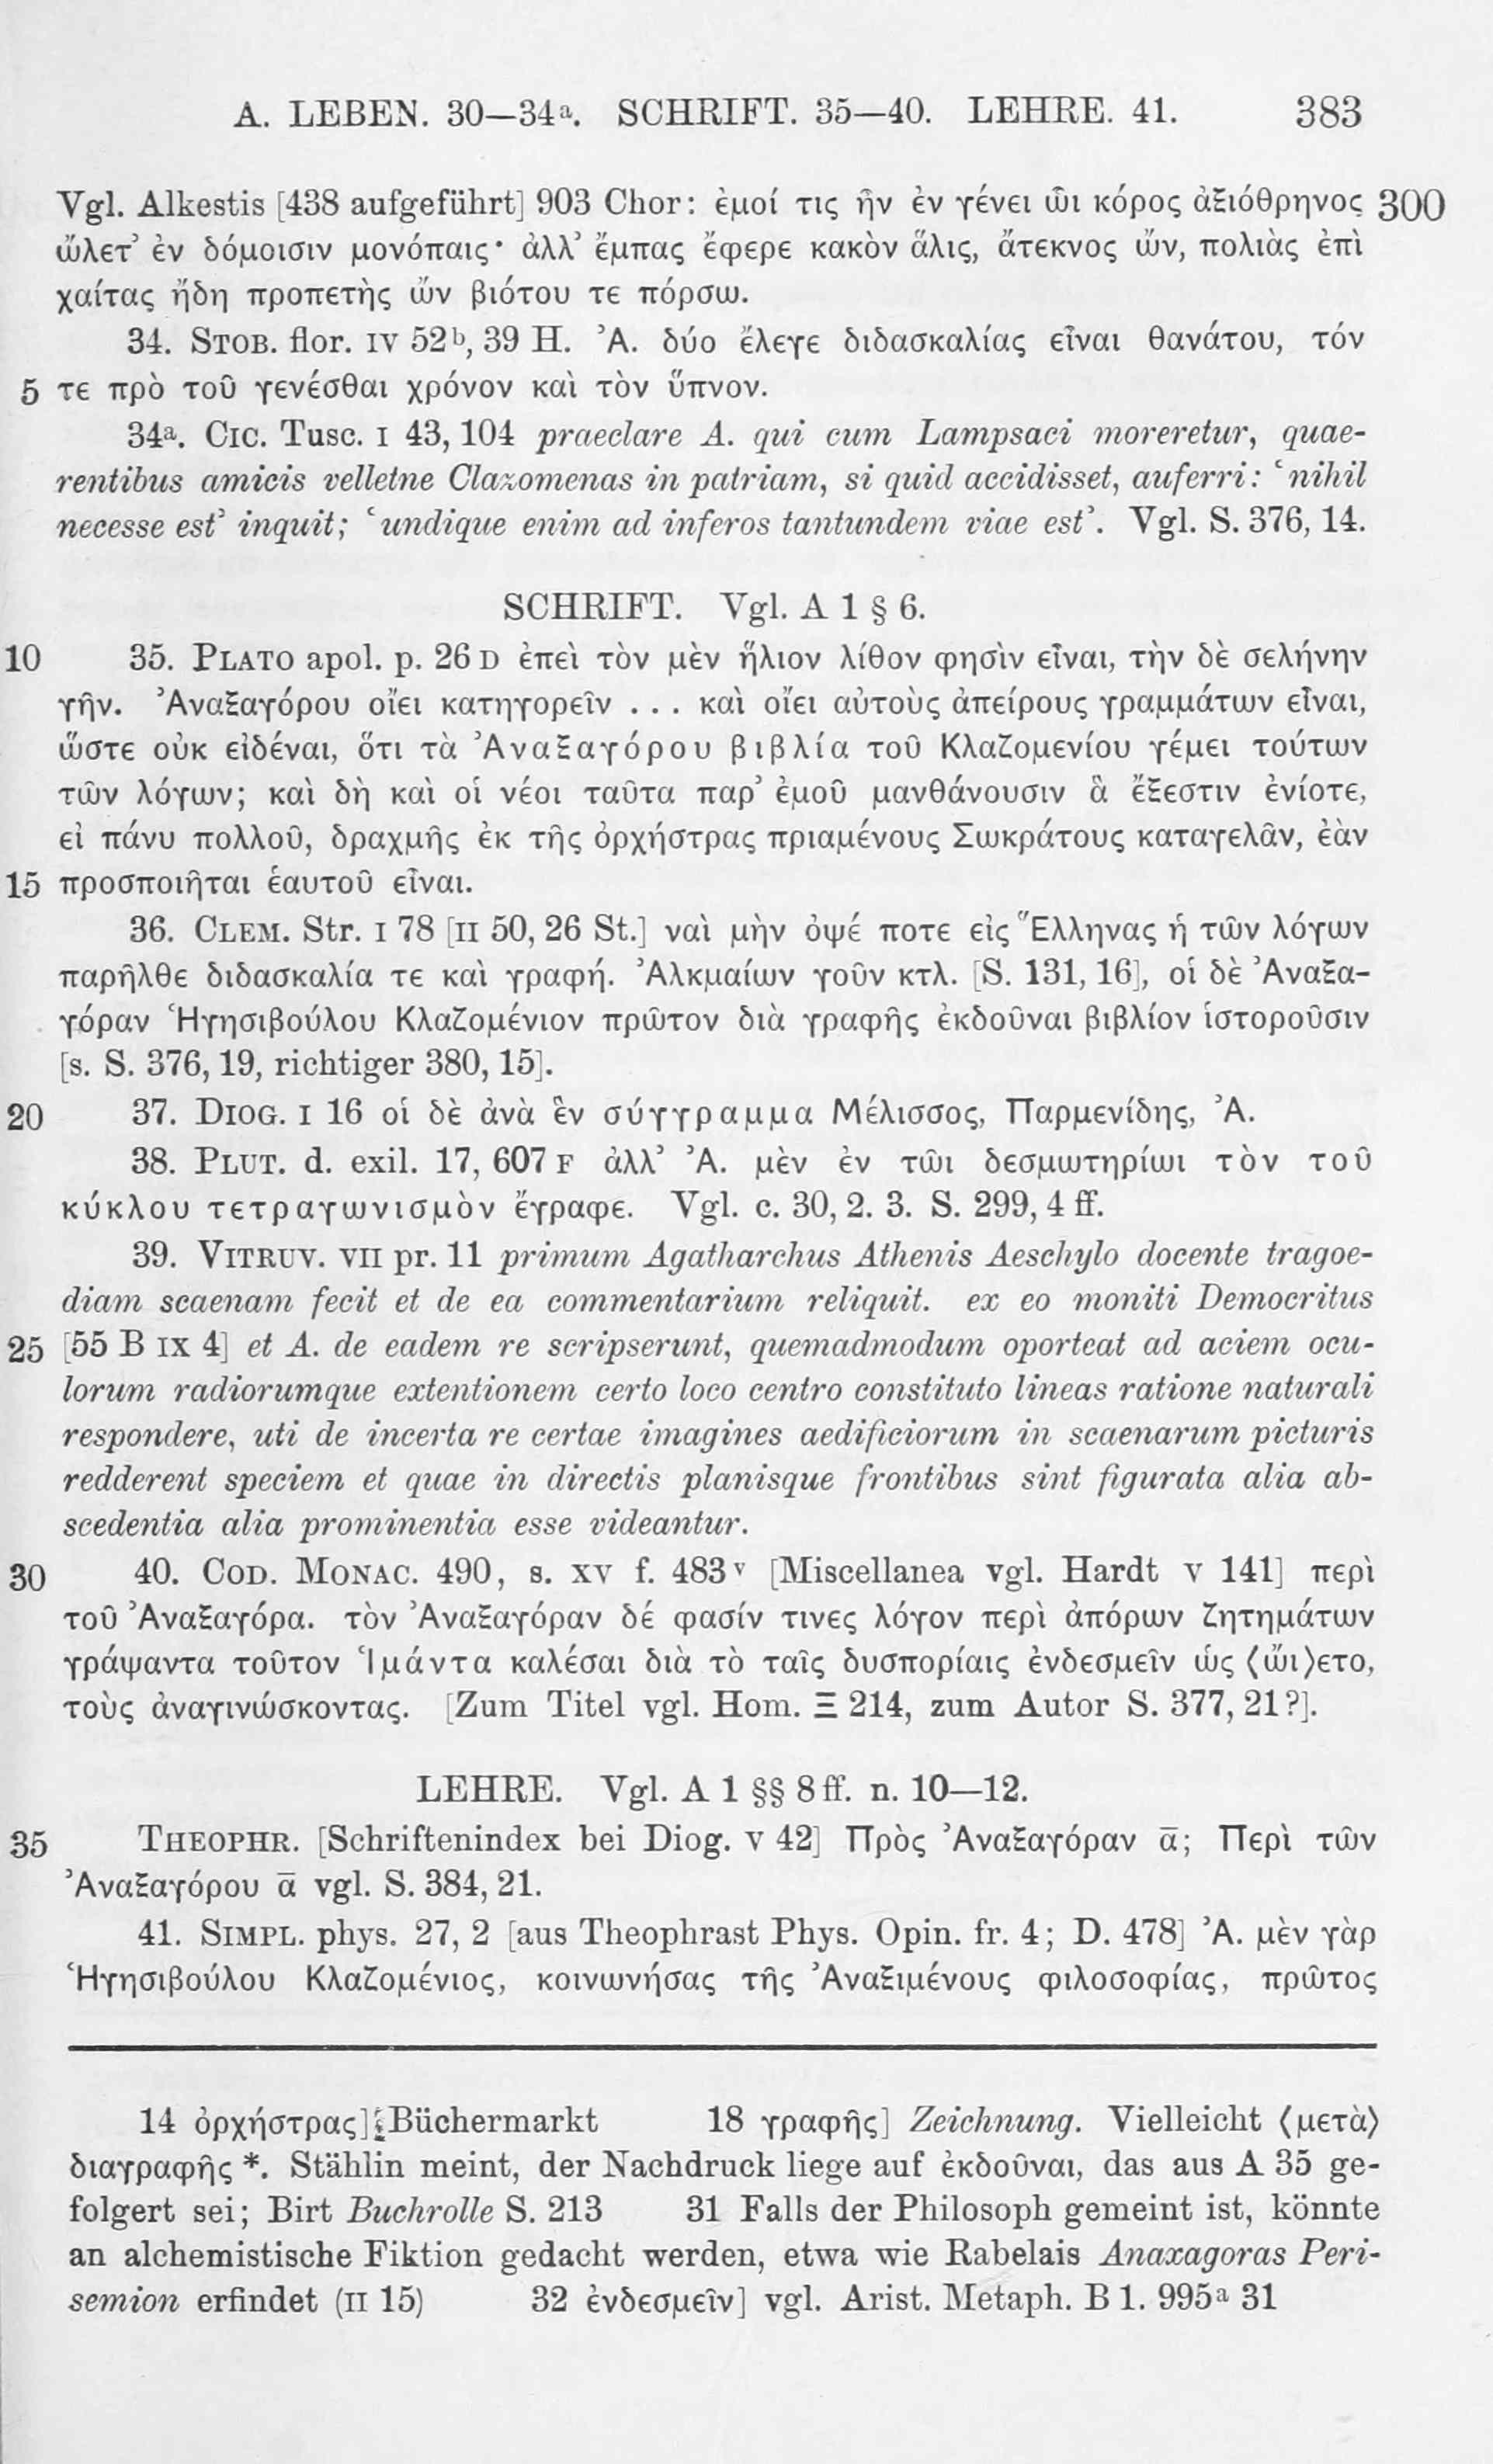 A. LEBEN. 30—34a. SCHRIFT. 35—40. LEHRE. 41. 383
Vgl. Alkestis [438 aufgeführt] 903 Chor: ἐμοί τις ἦν ἐν γένει ὧι κόρος ἀξιόθρηνος 300
ὤλετ’ ἐν δόμοισιν μονόπαις· ἀλλ’ ἔμπας ἔφερε κακὸν ἅλις, ἄτεκνος ὤν, πολιὰς ἐπὶ
χαίτας ἤδη προπετὴς ὢν βιότου τε πόρσω.
34. STOB. flor. IV 52b, 39 H. Ἀ. δύο ἔλεγε διδασκαλίας εἶναι θανάτου, τόν
5 τε πρὸ τοῦ γενέσθαι χρόνον καὶ τὸν ὕπνον.
34a. CIC. Tusc. I 43, 104 praeclare A. qui cum Lampsaci moreretur, quae-
rentibus amicis velletne Clazomenas in patriam, si quid accidisset, auferri: ‘nihil
necesse est’ inquit; ‘undique enim ad inferos tantundem viae est’. Vgl. S. 376, 14.
SCHRIFT. Vgl. A 1 § 6.
10 35. PLATO apol. p. 26 D ἐπεὶ τὸν μὲν ἥλιον λίθον φησὶν εἶναι, τὴν δὲ σελήνην
γῆν. Ἀναξαγόρου οἴει κατηγορεῖν ... καὶ οἴει αὐτοὺς ἀπείρους γραμμάτων εἶναι,
ὥστε οὐκ εἰδέναι, ὅτι τὰ Ἀναξαγόρου βιβλία τοῦ Κλαζομενίου γέμει τούτων
τῶν λόγων; καὶ δὴ καὶ οἱ νέοι ταῦτα παρ’ ἐμοῦ μανθάνουσιν ἃ ἔξεστιν ἐνίοτε,
εἰ πάνυ πολλοῦ, δραχμῆς ἐκ τῆς ὀρχήστρας πριαμένους Σωκράτους καταγελᾶν, ἐὰν
15 προσποιῆται ἑαυτοῦ εἶναι.
36. CLEM. Str. I 78 [II 50, 26 St.] ναὶ μὴν ὀψέ ποτε εἰς Ἕλληνας ἡ τῶν λόγων
παρῆλθε διδασκαλία τε καὶ γραφή. Ἀλκμαίων γοῦν κτλ. [S. 131, 16], οἱ δὲ Ἀναξα-
γόραν Ἡγησιβούλου Κλαζομένιον πρῶτον διὰ γραφῆς ἐκδοῦναι βιβλίον ἱστοροῦσιν
[s. S. 376, 19, richtiger 380, 15].
20 37. DIOG. I 16 οἱ δὲ ἀνὰ ἓν σύγγραμμα Μέλισσος, Παρμενίδης, Ἀ.
38. PLUT. d. exil. 17, 607 F ἀλλ’ Ἀ. μὲν ἐν τῶι δεσμωτηρίωι τὸν τοῦ
κύκλου τετραγωνισμὸν ἔγραφε. Vgl. c. 30, 2. 3. S. 299, 4 ff.
39. VITRUV. VII pr. 11 primum Agatharchus Athenis Aeschylo docente tragoe-
diam scaenam fecit et de ea commentarium reliquit. ex eo moniti Democritus
25 [55 B IX 4] et A. de eadem re scripserunt, quemadmodum oporteat ad aciem ocu-
lorum radiorumque extentionem certo loco centro constituto lineas ratione naturali
respondere, uti de incerta re certae imagines aedificiorum in scaenarum picturis
redderent speciem et quae in directis planisque frontibus sint figurata alia ab-
scedentia alia prominentia esse videantur.
30 40. COD. MONAC. 490, s. XV f. 483v [Miscellanea vgl. Hardt V 141] περὶ
τοῦ Ἀναξαγόρα. τὸν Ἀναξαγόραν δέ φασίν τινες λόγον περὶ ἀπόρων ζητημάτων
γράψαντα τοῦτον Ἱμάντα καλέσαι διὰ τὸ ταῖς δυσπορίαις ἐνδεσμεῖν ὡς ⟨ὤι⟩ετο,
τοὺς ἀναγινώσκοντας. [Zum Titel vgl. Hom. Ξ 214, zum Autor S. 377, 21?].
LEHRE. Vgl. A 1 §§ 8 ff. n. 10—12.
35 THEOPHR. [Schriftenindex bei Diog. V 42] Πρὸς Ἀναξαγόραν ᾱ; Περὶ τῶν
Ἀναξαγόρου ᾱ vgl. S. 384, 21.
41. SIMPL. phys. 27, 2 [aus Theophrast Phys. Opin. fr. 4; D. 478] Ἀ. μὲν γὰρ
Ἡγησιβούλου Κλαζομένιος, κοινωνήσας τῆς Ἀναξιμένους φιλοσοφίας, πρῶτος
14 ὀρχήστρας] Büchermarkt 18 γραφῆς] Zeichnung. Vielleicht ⟨μετὰ⟩
διαγραφῆς *. Stählin meint, der Nachdruck liege auf ἐκδοῦναι, das aus A 35 ge-
folgert sei; Birt Buchrolle S. 213 31 Falls der Philosoph gemeint ist, könnte
an alchemistische Fiktion gedacht werden, etwa wie Rabelais Anaxagoras Peri-
semion erfindet (II 15) 32 ἐνδεσμεῖν] vgl. Arist. Metaph. B 1. 995a 31